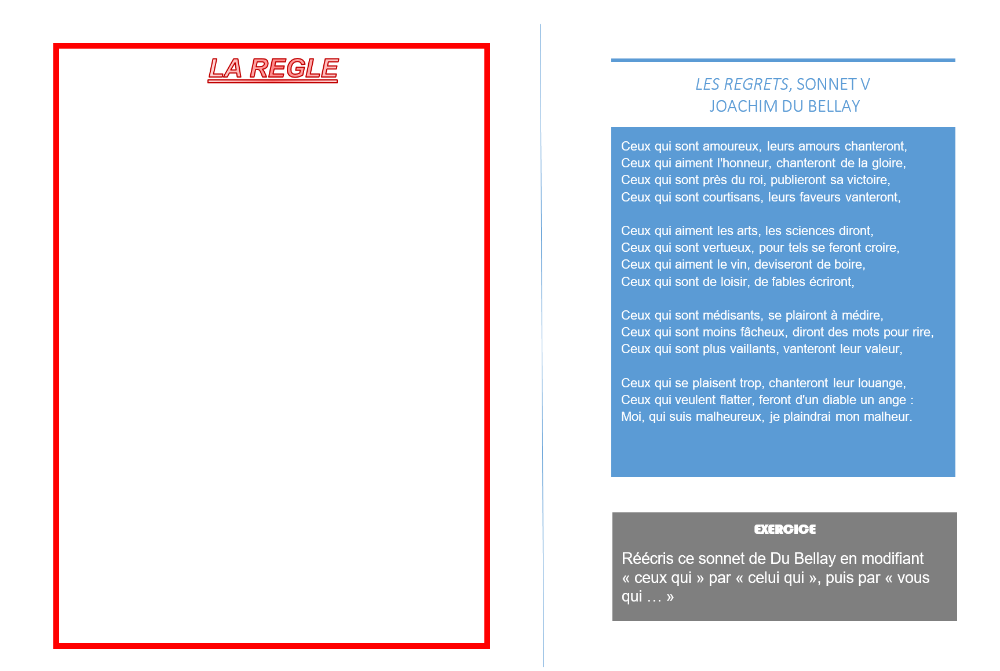 LA REGLE
LES REGRETS, SONNET V
JOACHIM DU BELLAY
Ceux qui sont amoureux, leurs amours chanteront,
Ceux qui aiment l'honneur, chanteront de la gloire,
Ceux qui sont près du roi, publieront sa victoire,
Ceux qui sont courtisans, leurs faveurs vanteront,
Ceux qui aiment les arts, les sciences diront,
Ceux qui sont vertueux, pour tels se feront croire,
Ceux qui aiment le vin, deviseront de boire,
Ceux qui sont de loisir, de fables écriront,
Ceux qui sont médisants, se plairont à médire,
Ceux qui sont moins fâcheux, diront des mots pour rire,
Ceux qui sont plus vaillants, vanteront leur valeur,
Ceux qui se plaisent trop, chanteront leur louange,
Ceux qui veulent flatter, feront d'un diable un ange :
Moi, qui suis malheureux, je plaindrai mon malheur.
EXERCICE
Réécris ce sonnet de Du Bellay en modifiant
« ceux qui » par « celui qui », puis par « vous
qui … »